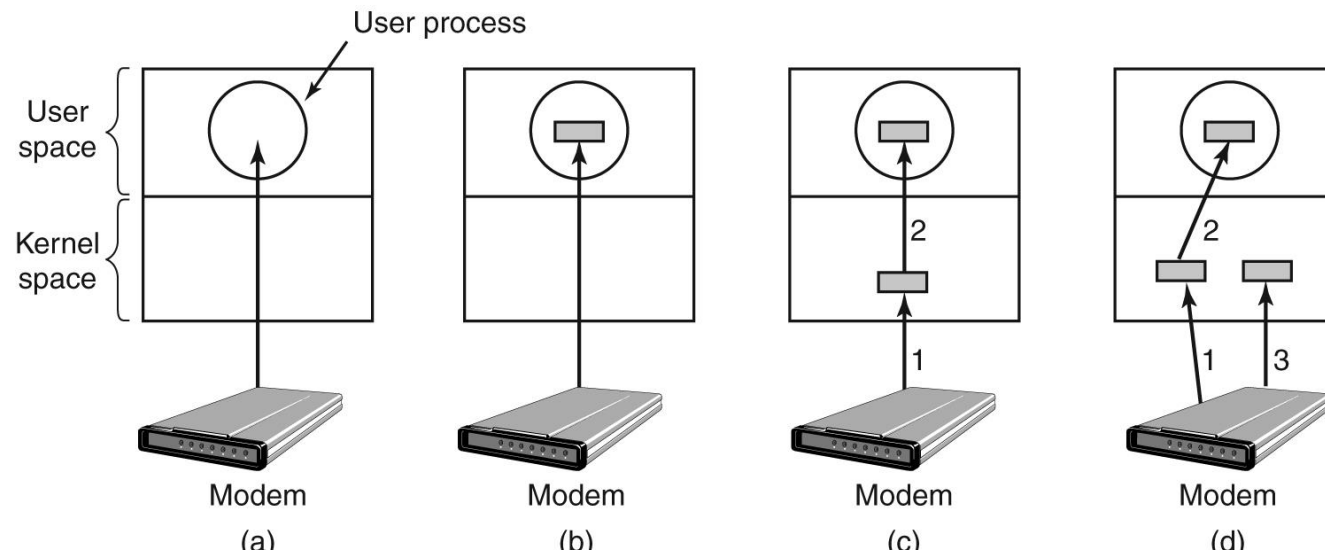 User process
User
space
Kernel
space
2
1
2
1
3
Modem
Modem
Modem
Modem
(a)
(b)
(c)
(d)